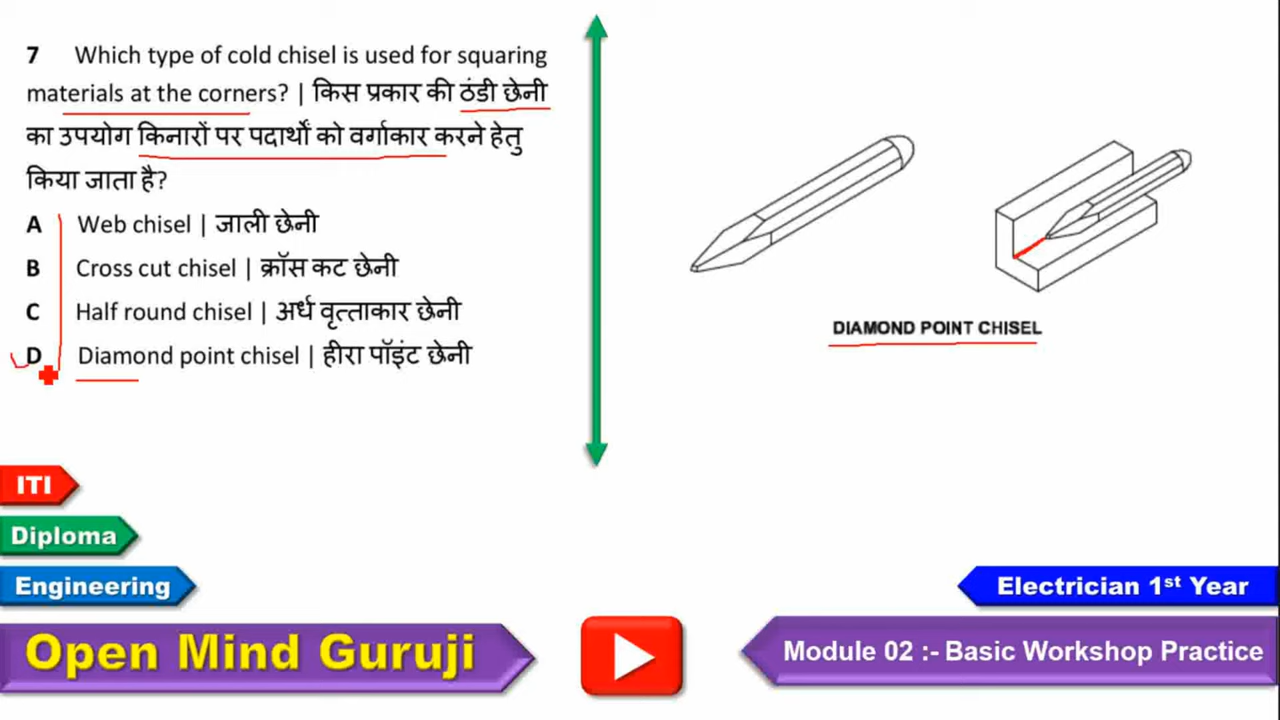 7 Which type of cold chisel is used for squaring
materials at the corners? | किस प्रकार की ठंडी छेनी
का उपयोग किनारों पर पदार्थों को वर्गाकार करने हेतु
किया जाता है?
A Web chisel | जाली छेनी
B Cross cut chisel | क्रॉस कट छेनी
C Half round chisel | अर्ध वृत्ताकार छेनी
D Diamond point chisel | हीरा पॉइंट छेनी
DIAMOND POINT CHISEL
ITI
Diploma
Engineering
Open Mind Guruji
Electrician 1st Year
Module 02 :- Basic Workshop Practice